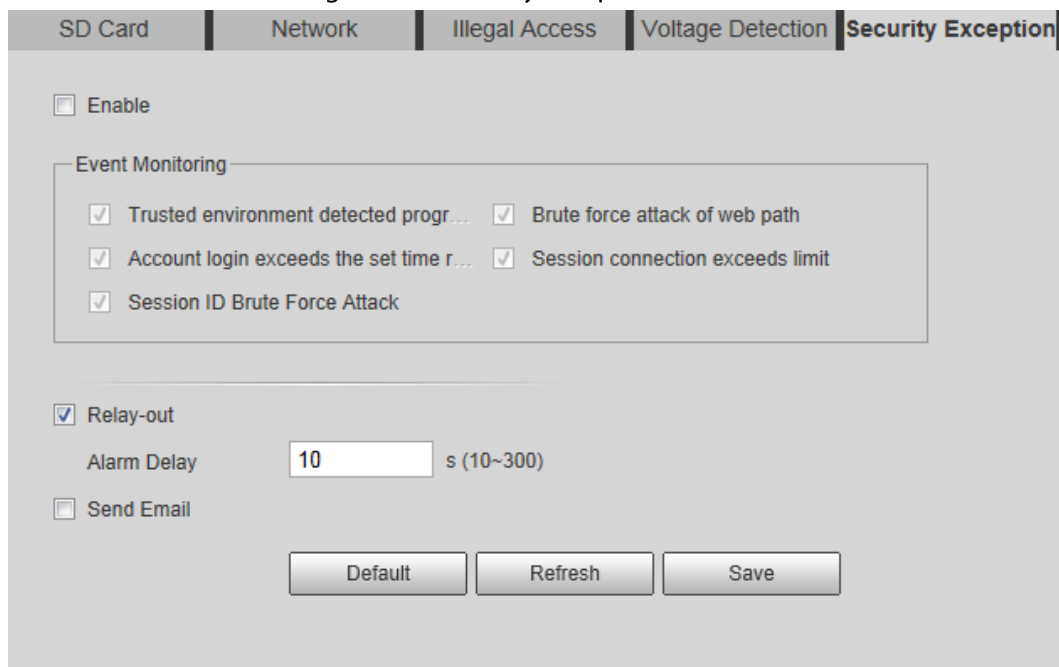 SD Card Network Illegal Access Voltage Detection Security Exception
Enable
Event Monitoring
Trusted environment detected progr... Brute force attack of web path
Account login exceeds the set time r... Session connection exceeds limit
Session ID Brute Force Attack
Relay-out
Alarm Delay 10 s (10~300)
Send Email
Default Refresh Save